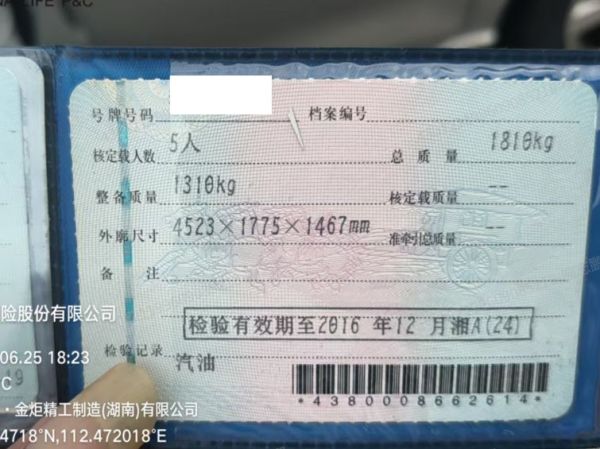 LIFE P&C
号牌号码 档案编号
核定载人数 5人 总质量 1810kg
整备质量 1310kg 核定载质量 --
外廓尺寸 4523×1775×1467mm 准牵引总质量 --
备注
检验有效期至2016 年12 月湘A(24)
检验记录 汽油
*4380008662614*
险股份有限公司
06.25 18:23
C
19
·金炬精工制造(湖南)有限公司
4718°N,112.472018°E